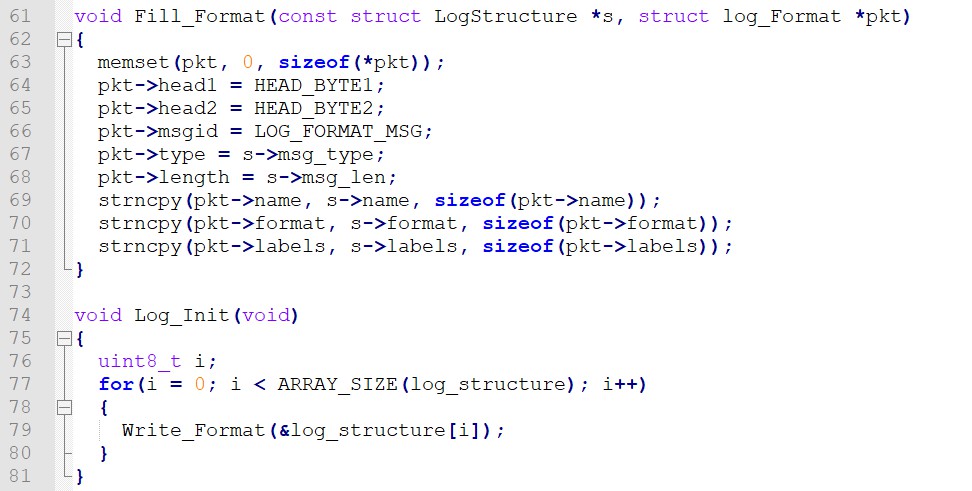 61 void Fill_Format(const struct LogStructure *s, struct log_Format *pkt)
62 {
63   memset(pkt, 0, sizeof(*pkt));
64   pkt->head1 = HEAD_BYTE1;
65   pkt->head2 = HEAD_BYTE2;
66   pkt->msgid = LOG_FORMAT_MSG;
67   pkt->type = s->msg_type;
68   pkt->length = s->msg_len;
69   strncpy(pkt->name, s->name, sizeof(pkt->name));
70   strncpy(pkt->format, s->format, sizeof(pkt->format));
71   strncpy(pkt->labels, s->labels, sizeof(pkt->labels));
72 }
73
74 void Log_Init(void)
75 {
76   uint8_t i;
77   for(i = 0; i < ARRAY_SIZE(log_structure); i++)
78   {
79     Write_Format(&log_structure[i]);
80   }
81 }